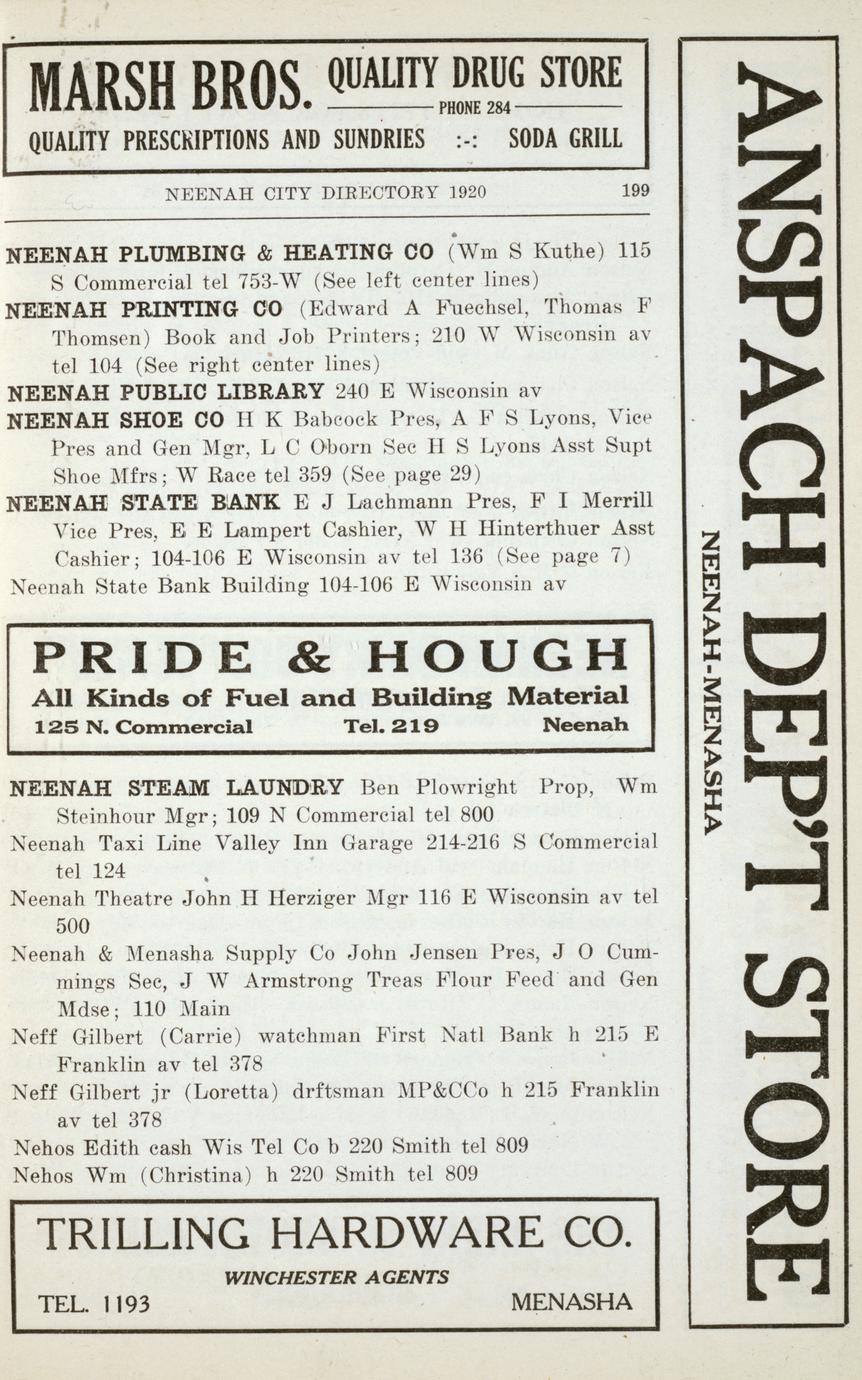 MARSH BROS. QUALITY DRUG STORE
PHONE 284
QUALITY PRESCRIPTIONS AND SUNDRIES :-: SODA GRILL
NEENAH CITY DIRECTORY 1920 199
NEENAH PLUMBING & HEATING CO (Wm S Kuthe) 115
S Commercial tel 753-W (See left center lines)
NEENAH PRINTING CO (Edward A Fuechsel, Thomas F
Thomsen) Book and Job Printers; 210 W Wisconsin av
tel 104 (See right center lines)
NEENAH PUBLIC LIBRARY 240 E Wisconsin av
NEENAH SHOE CO H K Babcock Pres, A F S Lyons, Vice
Pres and Gen Mgr, L C Oborn Sec H S Lyons Asst Supt
Shoe Mfrs; W Race tel 359 (See page 29)
NEENAH STATE BANK E J Lachmann Pres, F I Merrill
Vice Pres, E E Lampert Cashier, W H Hinterthuer Asst
Cashier; 104-106 E Wisconsin av tel 136 (See page 7)
Neenah State Bank Building 104-106 E Wisconsin av
PRIDE & HOUGH
All Kinds of Fuel and Building Material
125 N. Commercial Tel. 219 Neenah
NEENAH STEAM LAUNDRY Ben Plowright Prop, Wm
Steinhour Mgr; 109 N Commercial tel 800
Neenah Taxi Line Valley Inn Garage 214-216 S Commercial
tel 124
Neenah Theatre John H Herziger Mgr 116 E Wisconsin av tel
500
Neenah & Menasha Supply Co John Jensen Pres, J O Cum-
mings Sec, J W Armstrong Treas Flour Feed and Gen
Mdse; 110 Main
Neff Gilbert (Carrie) watchman First Natl Bank h 215 E
Franklin av tel 378
Neff Gilbert jr (Loretta) drftsman MP&CCo h 215 Franklin
av tel 378
Nehos Edith cash Wis Tel Co b 220 Smith tel 809
Nehos Wm (Christina) h 220 Smith tel 809
TRILLING HARDWARE CO.
WINCHESTER AGENTS
TEL. 1193 MENASHA
ANSPACH DEP'T STORE
NEENAH-MENASHA